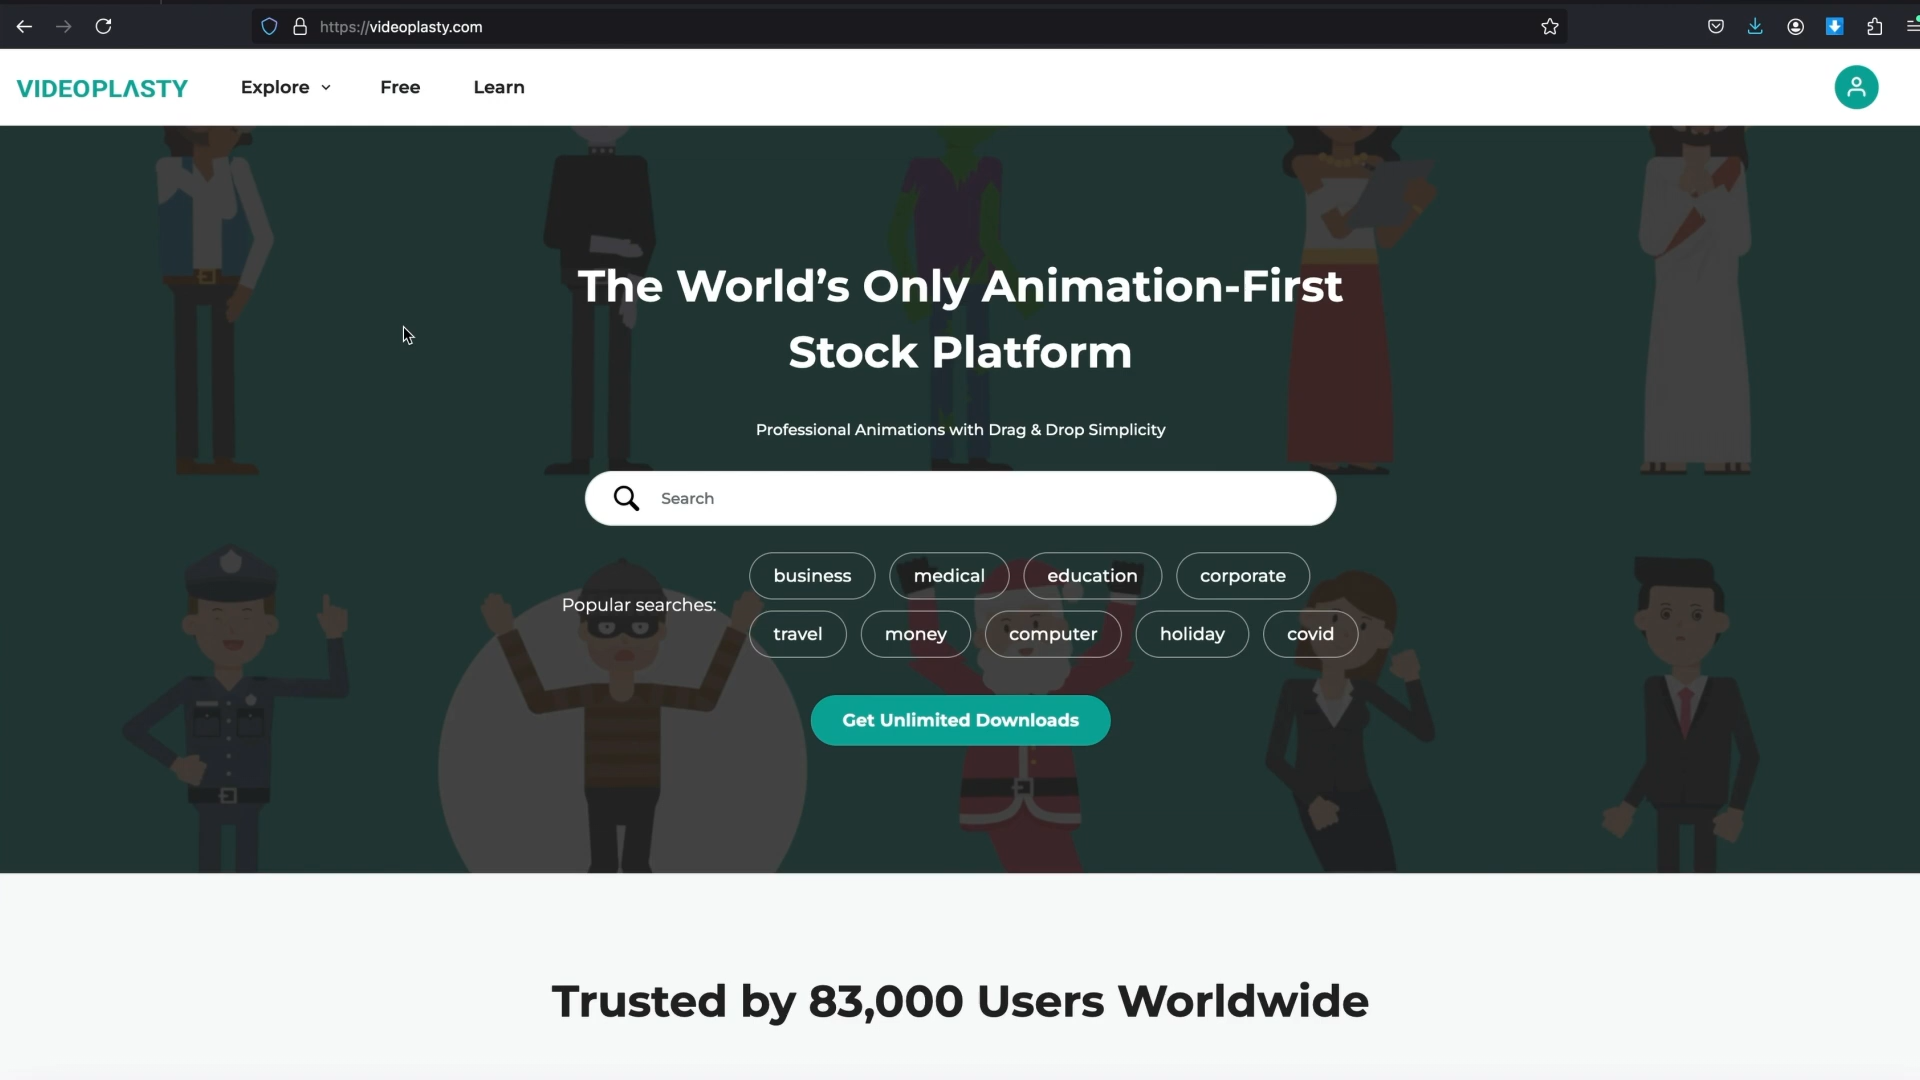 https://videoplasty.com
VIDEOPLASTY Explore Free Learn
The World’s Only Animation-First
Stock Platform
Professional Animations with Drag & Drop Simplicity
Search
Popular searches:
business medical education corporate
travel money computer holiday covid
Get Unlimited Downloads
Trusted by 83,000 Users Worldwide